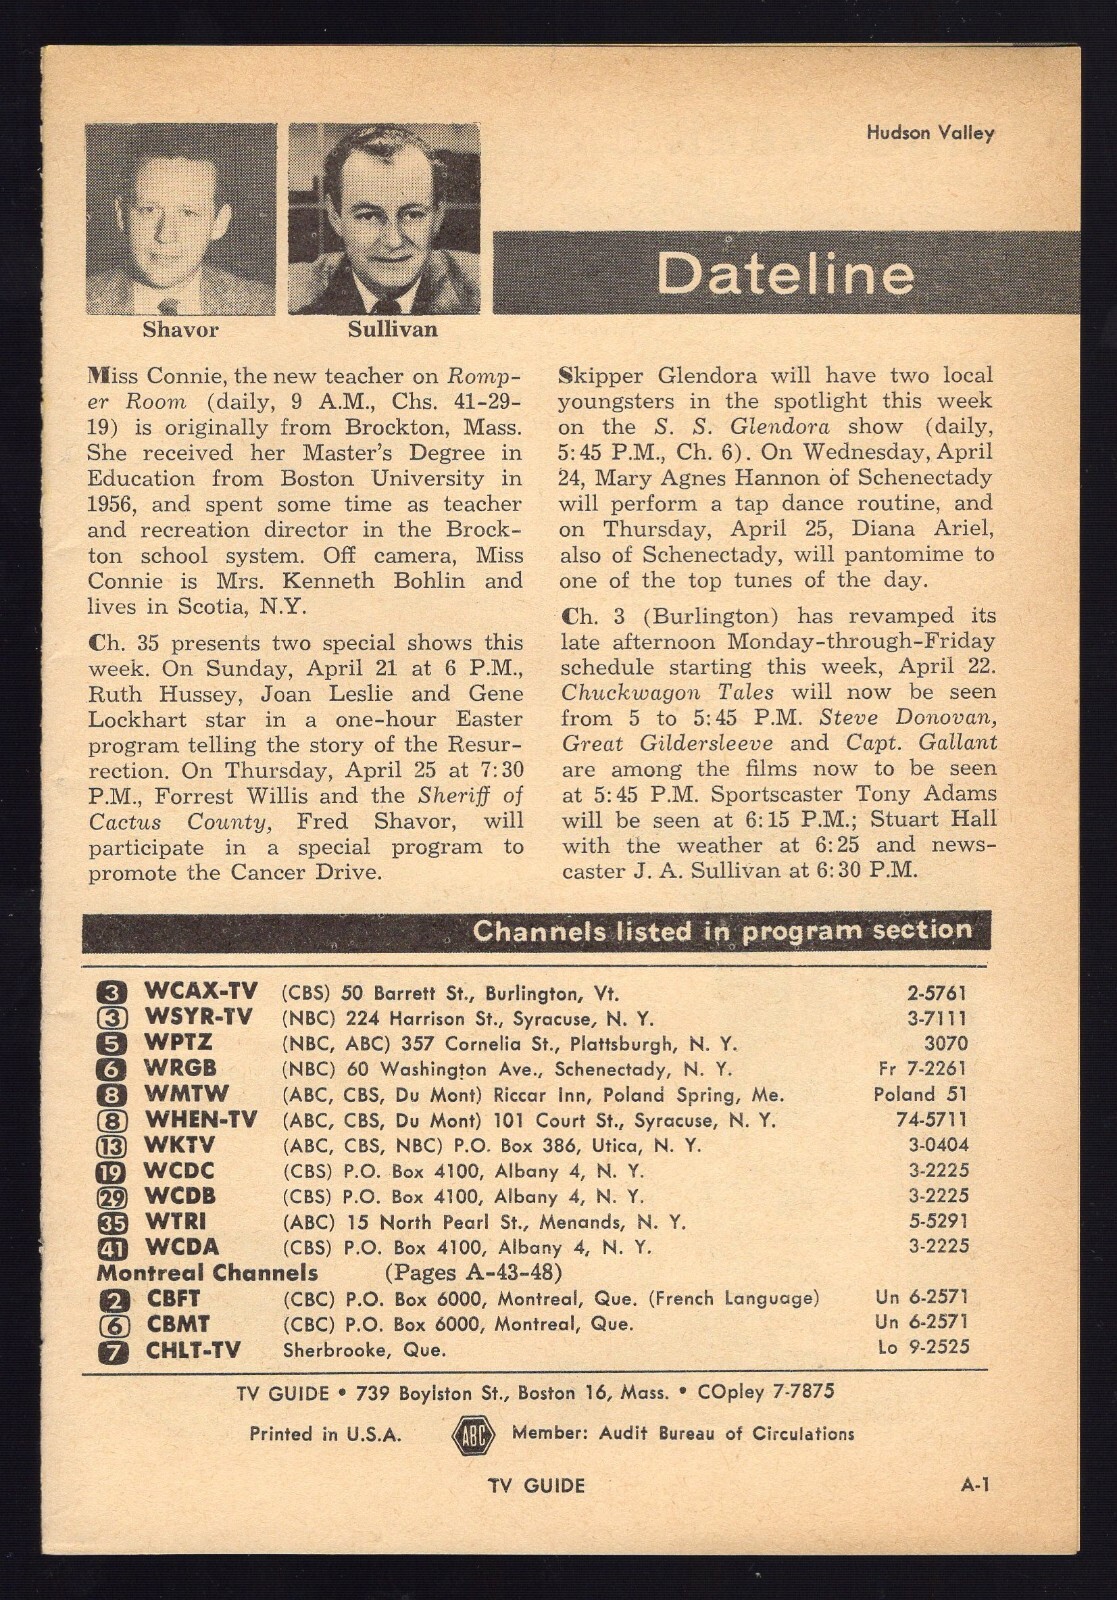 Hudson Valley
Dateline
Shavor
Sullivan
Miss Connie, the new teacher on Romp-
er Room (daily, 9 A.M., Chs. 41-29-
19) is originally from Brockton, Mass.
She received her Master's Degree in
Education from Boston University in
1956, and spent some time as teacher
and recreation director in the Brock-
ton school system. Off camera, Miss
Connie is Mrs. Kenneth Bohlin and
lives in Scotia, N.Y.
Ch. 35 presents two special shows this
week. On Sunday, April 21 at 6 P.M.,
Ruth Hussey, Joan Leslie and Gene
Lockhart star in a one-hour Easter
program telling the story of the Resur-
rection. On Thursday, April 25 at 7:30
P.M., Forrest Willis and the Sheriff of
Cactus County, Fred Shavor, will
participate in a special program to
promote the Cancer Drive.
Skipper Glendora will have two local
youngsters in the spotlight this week
on the S. S. Glendora show (daily,
5:45 P.M., Ch. 6). On Wednesday, April
24, Mary Agnes Hannon of Schenectady
will perform a tap dance routine, and
on Thursday, April 25, Diana Ariel,
also of Schenectady, will pantomime to
one of the top tunes of the day.
Ch. 3 (Burlington) has revamped its
late afternoon Monday-through-Friday
schedule starting this week, April 22.
Chuckwagon Tales will now be seen
from 5 to 5:45 P.M. Steve Donovan,
Great Gildersleeve and Capt. Gallant
are among the films now to be seen
at 5:45 P.M. Sportscaster Tony Adams
will be seen at 6:15 P.M.; Stuart Hall
with the weather at 6:25 and news-
caster J. A. Sullivan at 6:30 P.M.
Channels listed in program section
3 WCAX-TV (CBS) 50 Barrett St., Burlington, Vt. 2-5761
3 WSYR-TV (NBC) 224 Harrison St., Syracuse, N. Y. 3-7111
5 WPTZ (NBC, ABC) 357 Cornelia St., Plattsburgh, N. Y. 3070
6 WRGB (NBC) 60 Washington Ave., Schenectady, N. Y. Fr 7-2261
8 WMTW (ABC, CBS, Du Mont) Riccar Inn, Poland Spring, Me. Poland 51
8 WHEN-TV (ABC, CBS, Du Mont) 101 Court St., Syracuse, N. Y. 74-5711
13 WKTV (ABC, CBS, NBC) P.O. Box 386, Utica, N. Y. 3-0404
19 WCDC (CBS) P.O. Box 4100, Albany 4, N. Y. 3-2225
29 WCDB (CBS) P.O. Box 4100, Albany 4, N. Y. 3-2225
35 WTRI (ABC) 15 North Pearl St., Menands, N. Y. 5-5291
41 WCDA (CBS) P.O. Box 4100, Albany 4, N. Y. 3-2225
Montreal Channels (Pages A-43-48)
2 CBFT (CBC) P.O. Box 6000, Montreal, Que. (French Language) Un 6-2571
6 CBMT (CBC) P.O. Box 6000, Montreal, Que. Un 6-2571
7 CHLT-TV Sherbrooke, Que. Lo 9-2525
TV GUIDE • 739 Boylston St., Boston 16, Mass. • COpley 7-7875
Printed in U.S.A. ABC Member: Audit Bureau of Circulations
TV GUIDE A-1